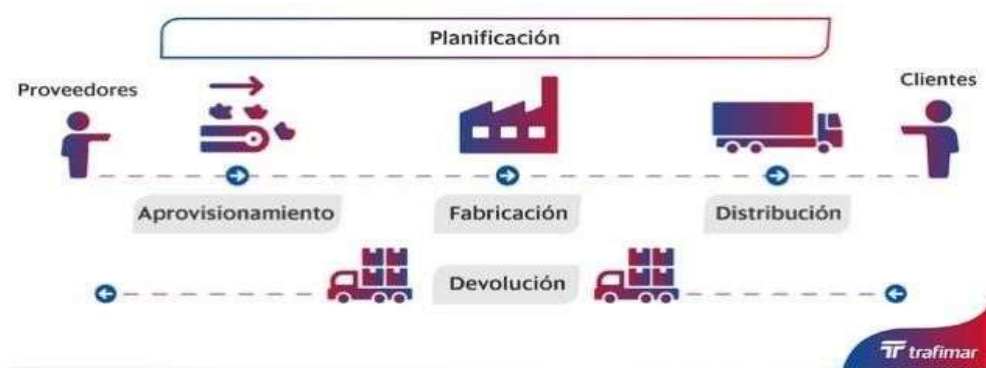 Planificación
Proveedores
Clientes
Aprovisionamiento
Fabricación
Distribución
Devolución
trafimar